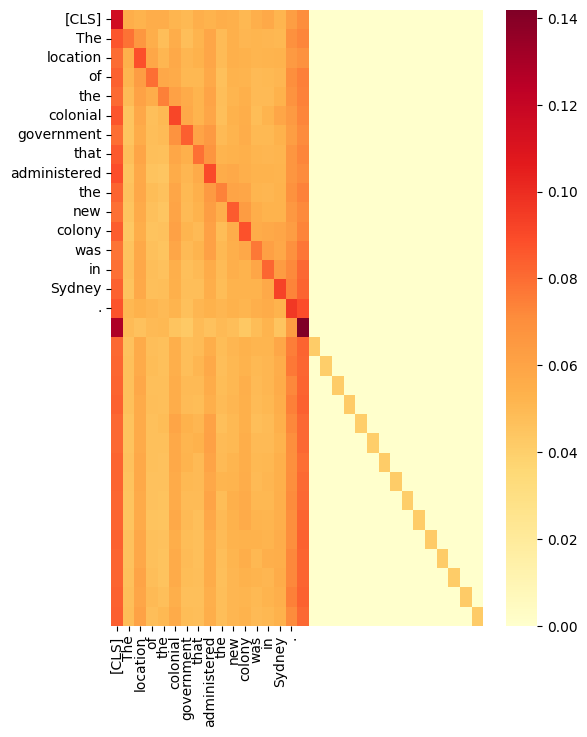 [CLS]
The
location
of
the
colonial
government
that
administered
the
new
colony
was
in
Sydney
.
0.14
0.12
0.10
0.08
0.06
0.04
0.02
0.00
[CLS]
The
location
of
the
colonial
government
that
administered
the
new
colony
was
in
Sydney
.